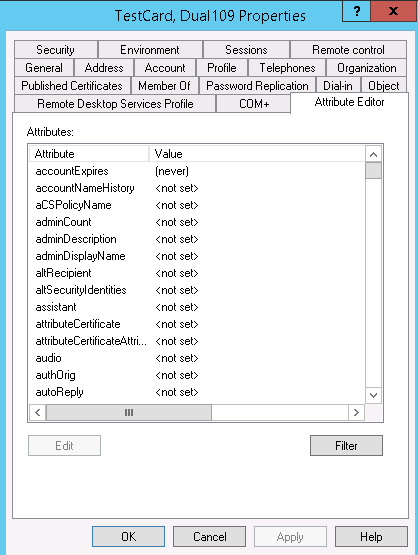 TestCard, Dual109 Properties ? x
Security Environment Sessions Remote control
General Address Account Profile Telephones Organization
Published Certificates Member Of Password Replication Dial-in Object
Remote Desktop Services Profile COM+ Attribute Editor
Attributes:
Attribute Value
accountExpires (never)
accountNameHistory <not set>
aCSPolicyName <not set>
adminCount <not set>
adminDescription <not set>
adminDisplayName <not set>
altRecipient <not set>
altSecurityIdentities <not set>
assistant <not set>
attributeCertificate <not set>
attributeCertificateAttri... <not set>
audio <not set>
authOrig <not set>
autoReply <not set>
Edit Filter
OK Cancel Apply Help